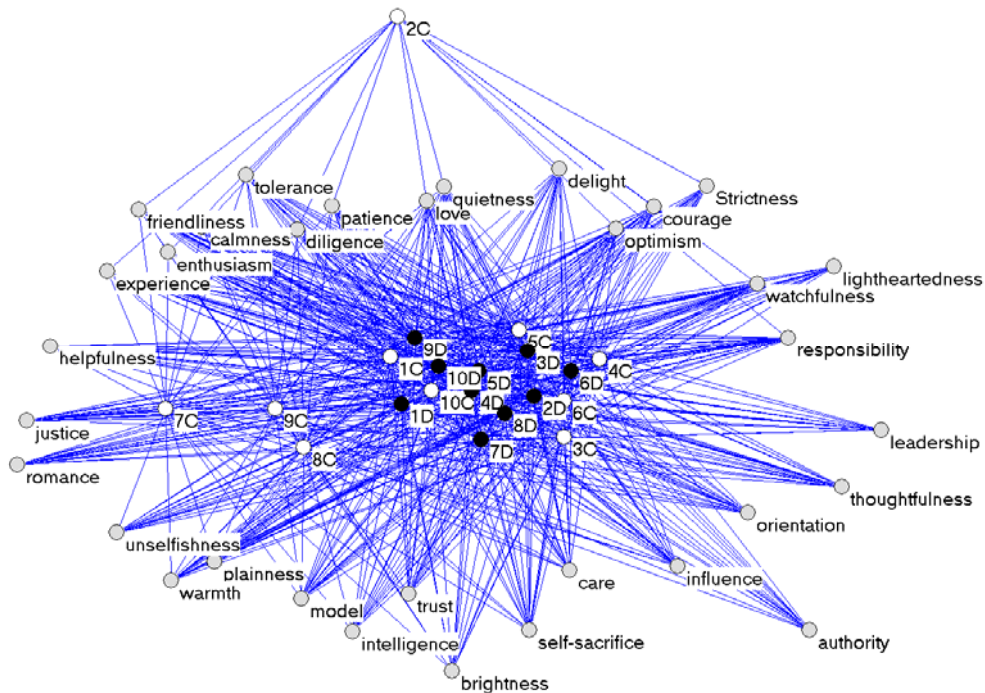 2C
tolerance
delight
Strictness
quietness
patience
love
courage
friendliness
calmness
diligence
optimism
enthusiasm
experience
lightheartedness
watchfulness
helpfulness
responsibility
9D
5C
3D
1C
4C
10D
5D
6D
10C
4D
2D
1D
8D
6C
7C
9C
justice
leadership
7D
3C
8C
romance
thoughtfulness
orientation
unselfishness
plainness
care
influence
warmth
model
trust
intelligence
self-sacrifice
authority
brightness